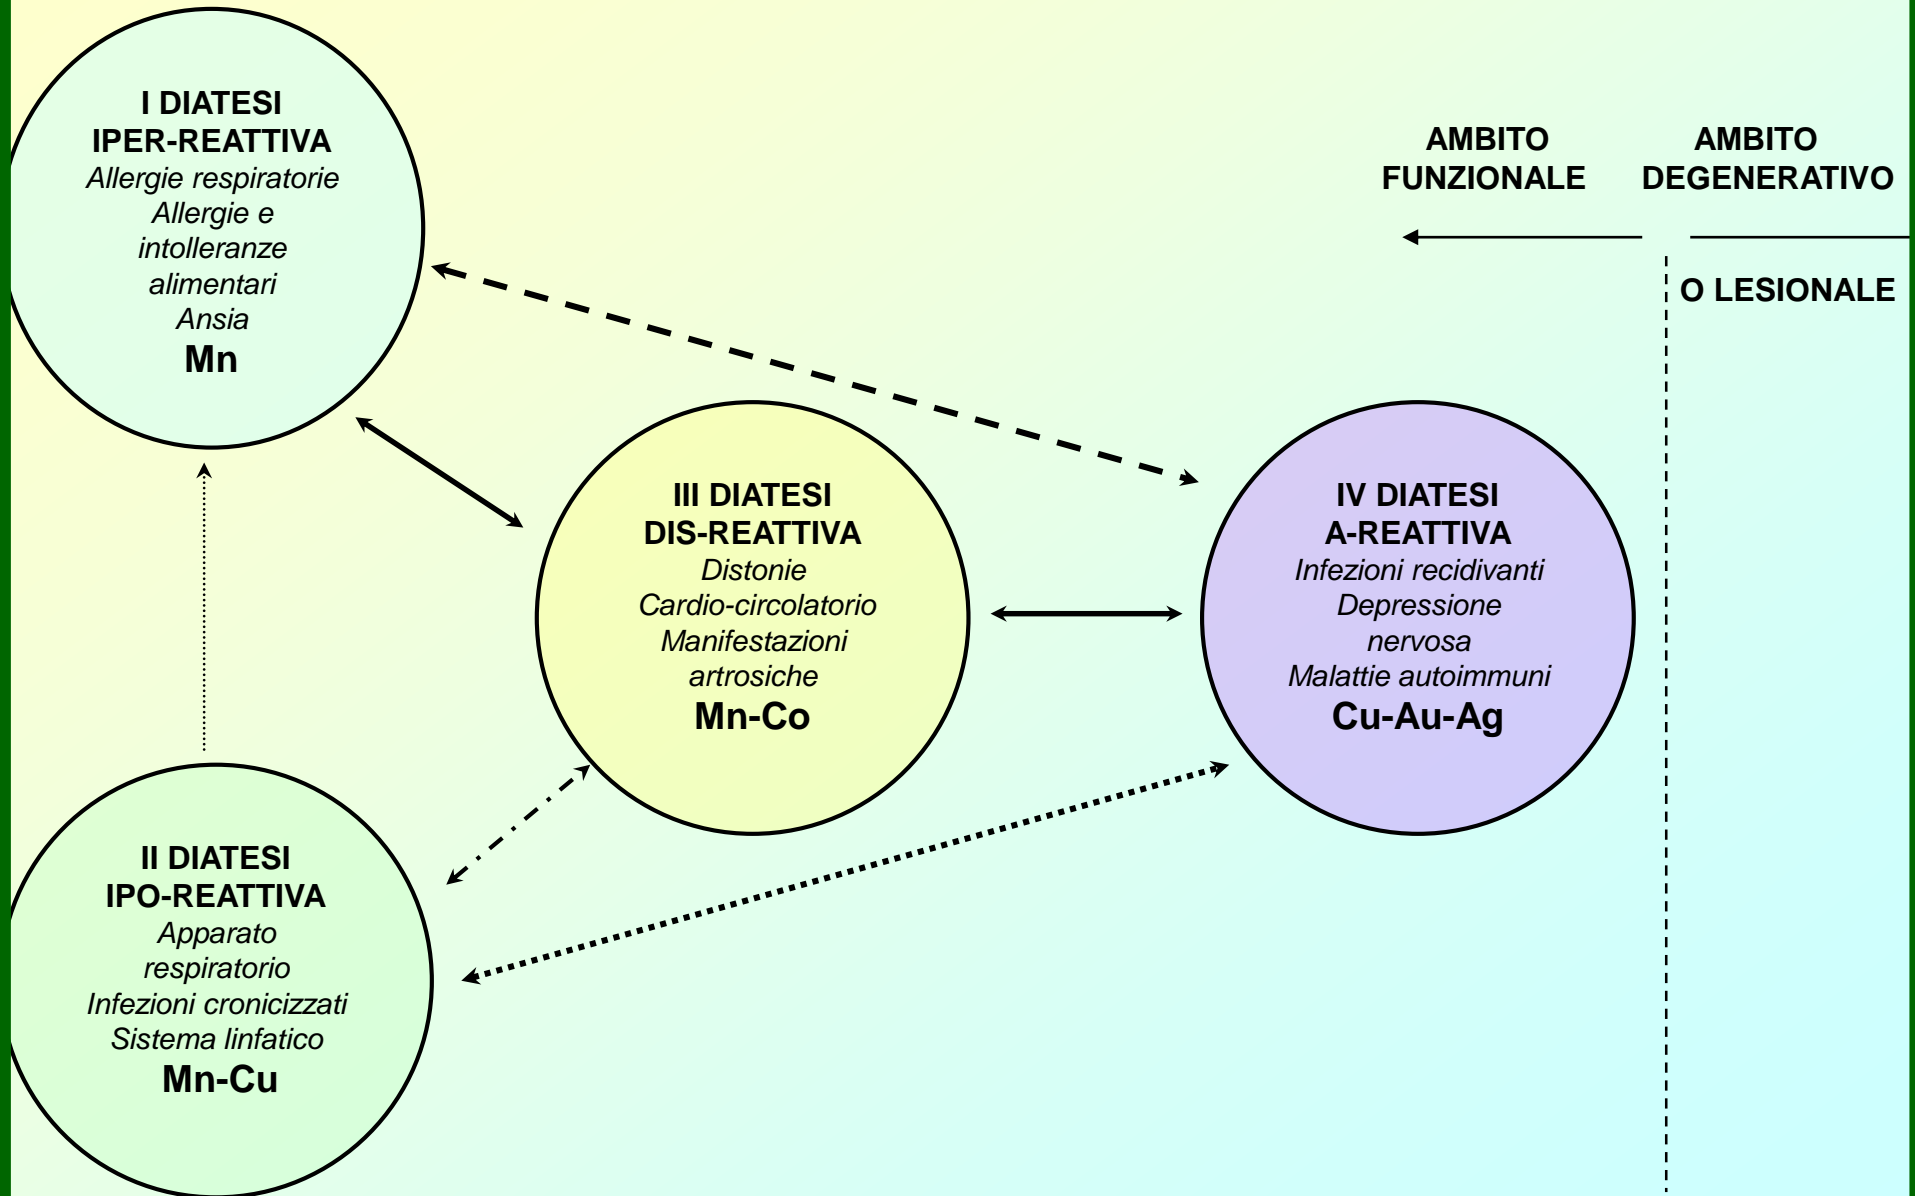 I DIATESI
IPER-REATTIVA
Allergie respiratorie
Allergie e
intolleranze
alimentari
Ansia
Mn
AMBITO
FUNZIONALE
AMBITO
DEGENERATIVO
O LESIONALE
III DIATESI
DIS-REATTIVA
Distonie
Cardio-circolatorio
Manifestazioni
artrosiche
Mn-Co
IV DIATESI
A-REATTIVA
Infezioni recidivanti
Depressione
nervosa
Malattie autoimmuni
Cu-Au-Ag
II DIATESI
IPO-REATTIVA
Apparato
respiratorio
Infezioni cronicizzati
Sistema linfatico
Mn-Cu